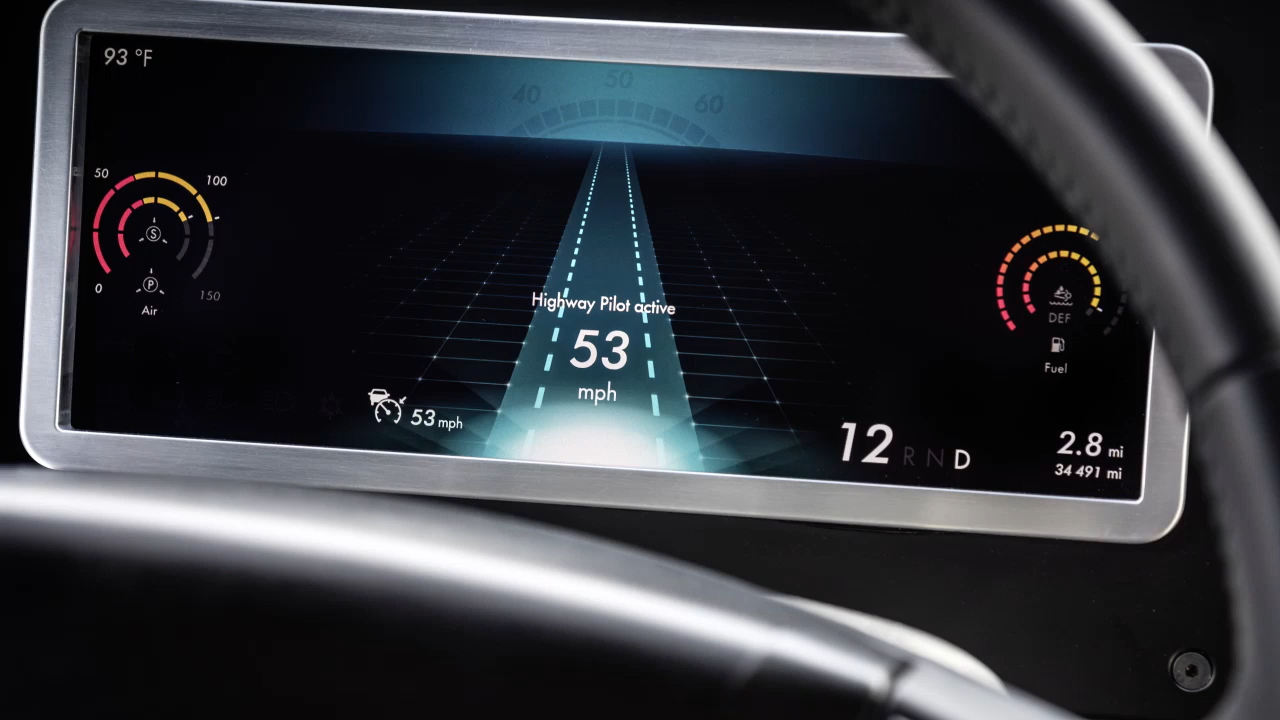 93 °F
40 50 60
50 100
S
0 150
P
Air
Highway Pilot active
53
mph
53 mph
DEF
Fuel
12 R N D
2.8 mi
34 491 mi